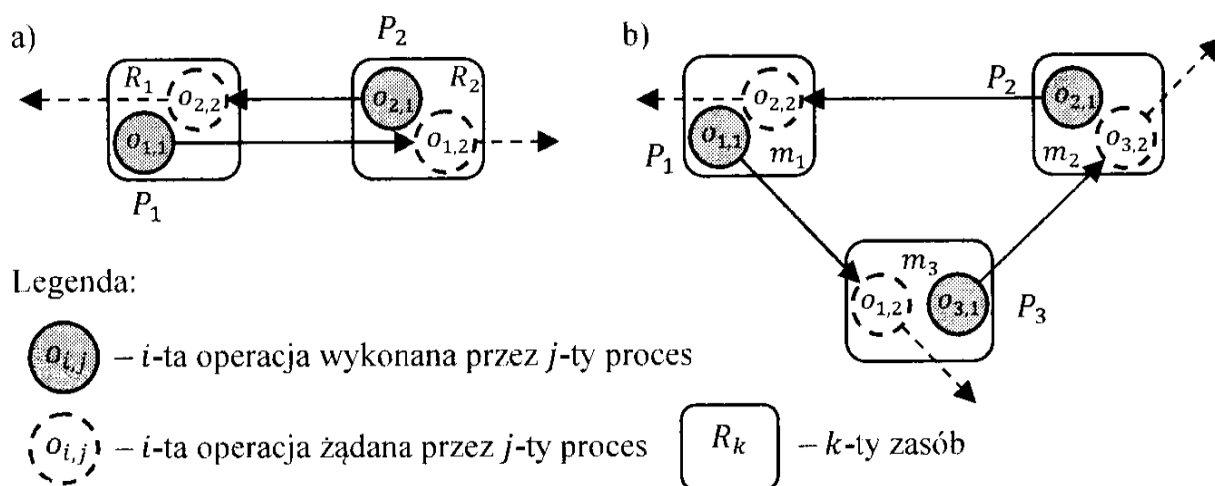 a)
P₂
R₁
o₂,₂
o₂,₁
R₂
o₁,₁
o₁,₂
P₁
b)
P₂
o₂,₂
o₂,₁
o₁,₁
o₃,₂
P₁
m₁
m₂
m₃
o₁,₂
o₃,₁
P₃
Legenda:
oᵢ,ⱼ – i-ta operacja wykonana przez j-ty proces
oᵢ,ⱼ – i-ta operacja żądana przez j-ty proces
Rₖ – k-ty zasób